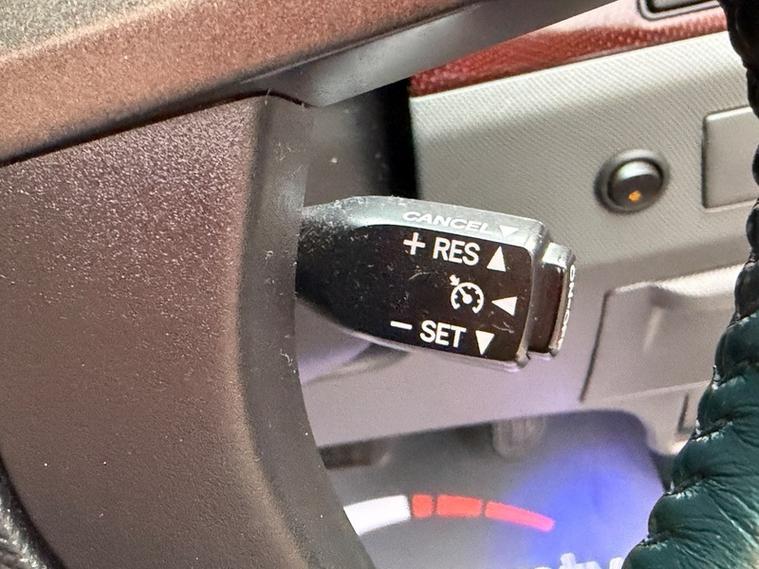 CANCEL▼
+ RES ▲
◀
− SET ▼